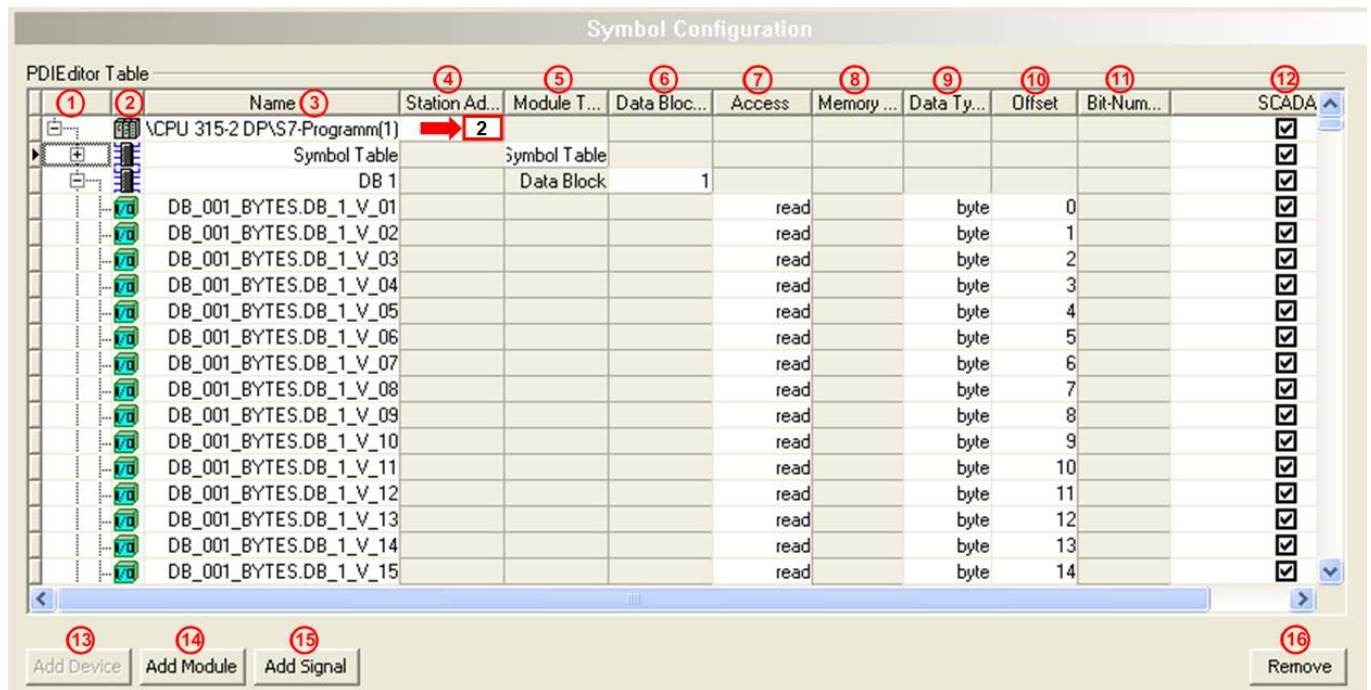 Symbol Configuration
PDIEditor Table
4 5 6 7 8 9 10 11 12
1 2 Name 3 Station Ad... Module T... Data Bloc... Access Memory ... Data Ty... Offset Bit-Num... SCADA
\CPU 315-2 DP\S7-Programm(1) 2
Symbol Table Symbol Table
DB 1 Data Block 1
I/O DB_001_BYTES.DB_1_V_01 read byte 0
I/O DB_001_BYTES.DB_1_V_02 read byte 1
I/O DB_001_BYTES.DB_1_V_03 read byte 2
I/O DB_001_BYTES.DB_1_V_04 read byte 3
I/O DB_001_BYTES.DB_1_V_05 read byte 4
I/O DB_001_BYTES.DB_1_V_06 read byte 5
I/O DB_001_BYTES.DB_1_V_07 read byte 6
I/O DB_001_BYTES.DB_1_V_08 read byte 7
I/O DB_001_BYTES.DB_1_V_09 read byte 8
I/O DB_001_BYTES.DB_1_V_10 read byte 9
I/O DB_001_BYTES.DB_1_V_11 read byte 10
I/O DB_001_BYTES.DB_1_V_12 read byte 11
I/O DB_001_BYTES.DB_1_V_13 read byte 12
I/O DB_001_BYTES.DB_1_V_14 read byte 13
I/O DB_001_BYTES.DB_1_V_15 read byte 14
13 14 15 16
Add Device Add Module Add Signal Remove